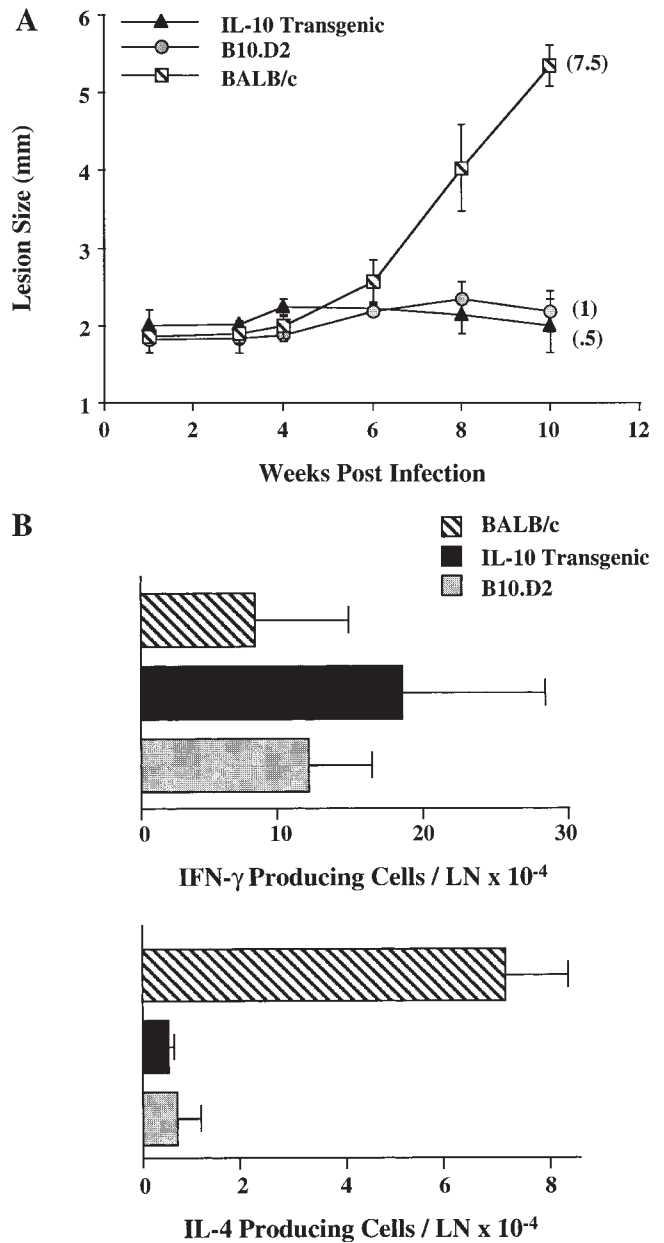 A
IL-10 Transgenic
B10.D2
BALB/c
6
5
4
3
2
1
Lesion Size (mm)
(7.5)
(1)
(.5)
0 2 4 6 8 10 12
Weeks Post Infection
B
BALB/c
IL-10 Transgenic
B10.D2
0 10 20 30
IFN-γ Producing Cells / LN x 10⁻⁴
0 2 4 6 8
IL-4 Producing Cells / LN x 10⁻⁴